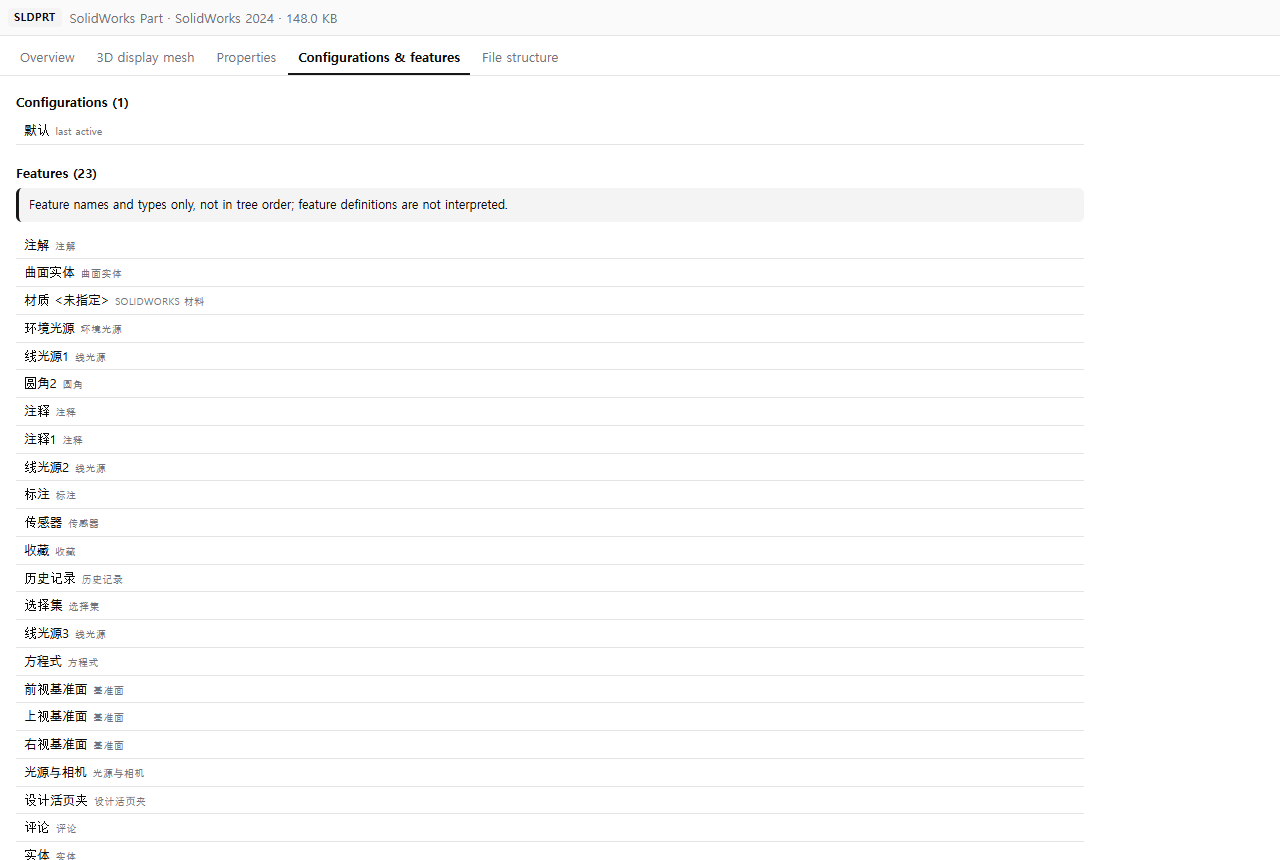 SLDPRT SolidWorks Part · SolidWorks 2024 · 148.0 KB
Overview 3D display mesh Properties Configurations & features File structure
Configurations (1)
默认 last active
Features (23)
Feature names and types only, not in tree order; feature definitions are not interpreted.
注解 注解
曲面实体 曲面实体
材质 <未指定> SOLIDWORKS 材料
环境光源 环境光源
线光源1 线光源
圆角2 圆角
注释 注释
注释1 注释
线光源2 线光源
标注 标注
传感器 传感器
收藏 收藏
历史记录 历史记录
选择集 选择集
线光源3 线光源
方程式 方程式
前视基准面 基准面
上视基准面 基准面
右视基准面 基准面
光源与相机 光源与相机
设计活页夹 设计活页夹
评论 评论
实体 实体